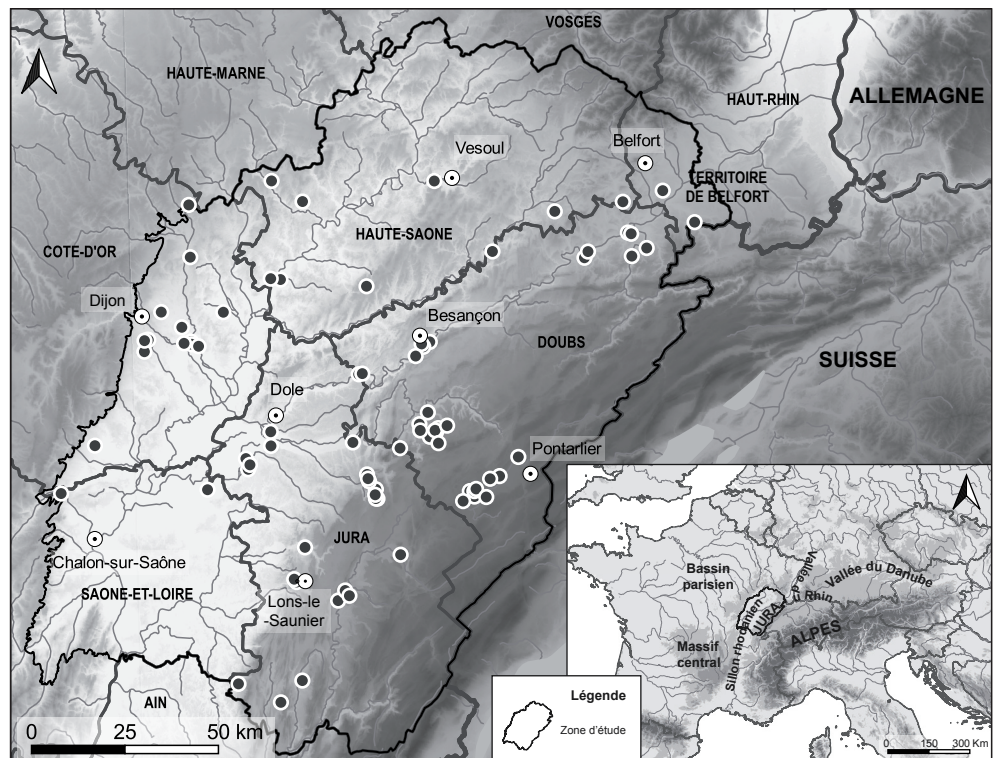 VOSGES
HAUTE-MARNE
HAUT-RHIN
ALLEMAGNE
Vesoul
Belfort
TERRITOIRE
DE BELFORT
HAUTE-SAONE
COTE-D'OR
Dijon
Besançon
DOUBS
SUISSE
Dole
Pontarlier
JURA
Chalon-sur-Saône
SAONE-ET-LOIRE
Lons-le
-Saunier
AIN
0 25 50 km
Légende
Zone d'étude
Bassin
parisien
Vallée du Rhin
Vallée du Danube
JURA
Sillon rhodanien
ALPES
Massif
central
0 150 300 Km